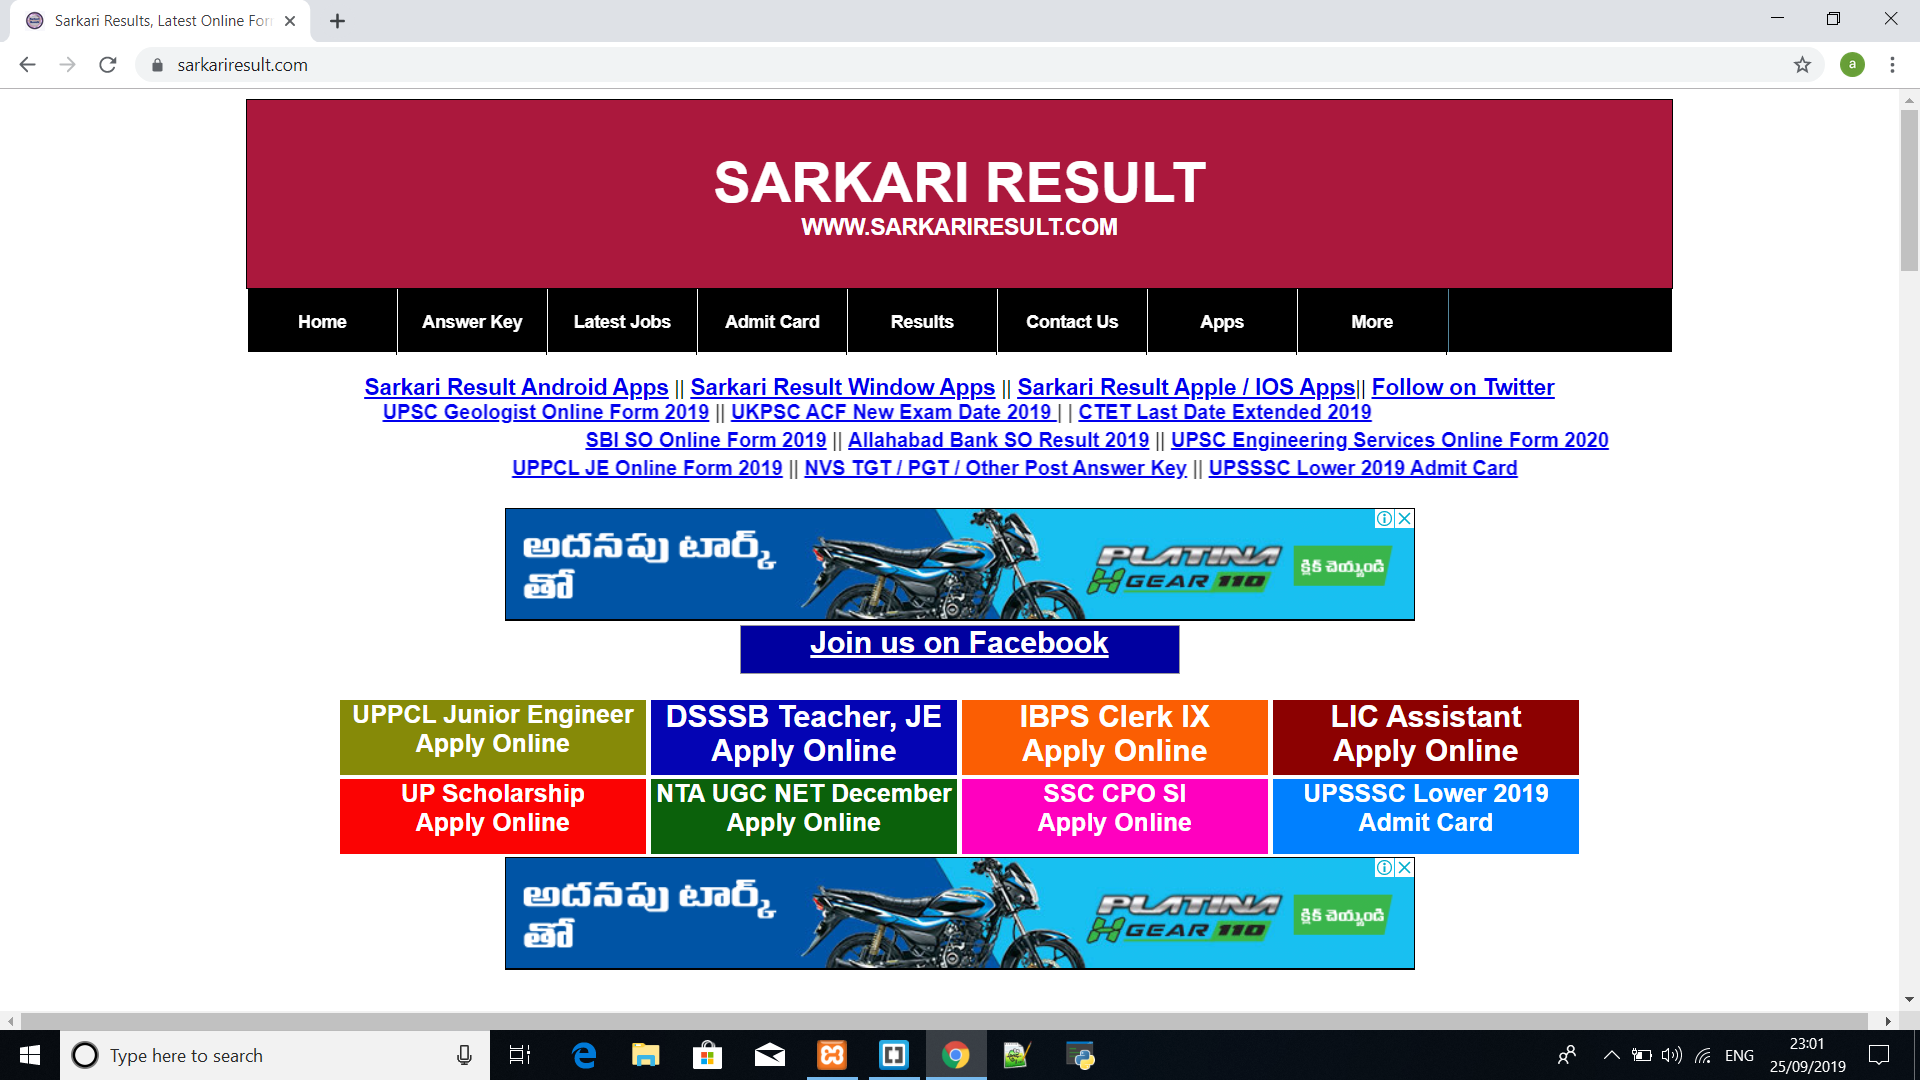 Sarkari Results, Latest Online For
sarkariresult.com
a
SARKARI RESULT
WWW.SARKARIRESULT.COM
Home Answer Key Latest Jobs Admit Card Results Contact Us Apps More
Sarkari Result Android Apps || Sarkari Result Window Apps || Sarkari Result Apple / IOS Apps|| Follow on Twitter
UPSC Geologist Online Form 2019 || UKPSC ACF New Exam Date 2019 | | CTET Last Date Extended 2019
SBI SO Online Form 2019 || Allahabad Bank SO Result 2019 || UPSC Engineering Services Online Form 2020
UPPCL JE Online Form 2019 || NVS TGT / PGT / Other Post Answer Key || UPSSSC Lower 2019 Admit Card
అదనపు టార్క్
తో
PLATINA
H GEAR 110
క్లిక్ చెయ్యండి
Join us on Facebook
UPPCL Junior Engineer
Apply Online
DSSSB Teacher, JE
Apply Online
IBPS Clerk IX
Apply Online
LIC Assistant
Apply Online
UP Scholarship
Apply Online
NTA UGC NET December
Apply Online
SSC CPO SI
Apply Online
UPSSSC Lower 2019
Admit Card
అదనపు టార్క్
తో
PLATINA
H GEAR 110
క్లిక్ చెయ్యండి
Type here to search
ENG
23:01
25/09/2019